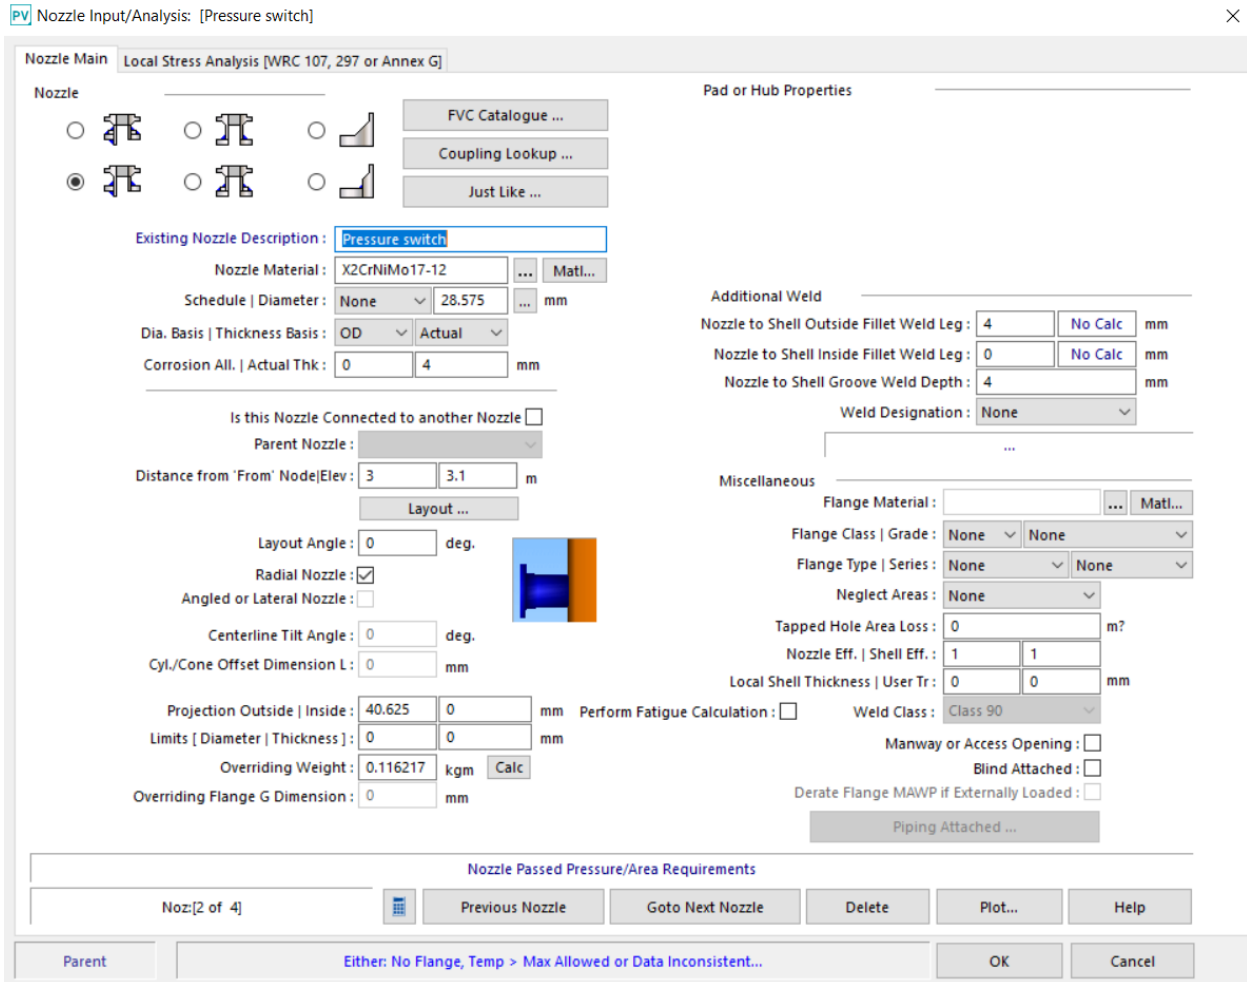 PV Nozzle Input/Analysis: [Pressure switch]
Nozzle Main Local Stress Analysis [WRC 107, 297 or Annex G]
Nozzle
FVC Catalogue ...
Coupling Lookup ...
Just Like ...
Existing Nozzle Description : Pressure switch
Nozzle Material : X2CrNiMo17-12 ... Matl...
Schedule | Diameter : None 28.575 ... mm
Dia. Basis | Thickness Basis : OD Actual
Corrosion All. | Actual Thk : 0 4 mm
Is this Nozzle Connected to another Nozzle
Parent Nozzle :
Distance from 'From' Node|Elev : 3 3.1 m
Layout ...
Layout Angle : 0 deg.
Radial Nozzle :
Angled or Lateral Nozzle :
Centerline Tilt Angle : 0 deg.
Cyl./Cone Offset Dimension L : 0 mm
Projection Outside | Inside : 40.625 0 mm
Limits [ Diameter | Thickness ] : 0 0 mm
Overriding Weight : 0.116217 kgm Calc
Overriding Flange G Dimension : 0 mm
Pad or Hub Properties
Additional Weld
Nozzle to Shell Outside Fillet Weld Leg : 4 No Calc mm
Nozzle to Shell Inside Fillet Weld Leg : 0 No Calc mm
Nozzle to Shell Groove Weld Depth : 4 mm
Weld Designation : None
...
Miscellaneous
Flange Material : ... Matl...
Flange Class | Grade : None None
Flange Type | Series : None None
Neglect Areas : None
Tapped Hole Area Loss : 0 m?
Nozzle Eff. | Shell Eff. : 1 1
Local Shell Thickness | User Tr : 0 0 mm
Perform Fatigue Calculation : Weld Class : Class 90
Manway or Access Opening :
Blind Attached :
Derate Flange MAWP if Externally Loaded :
Piping Attached ...
Nozzle Passed Pressure/Area Requirements
Noz:[2 of 4] Previous Nozzle Goto Next Nozzle Delete Plot... Help
Parent Either: No Flange, Temp > Max Allowed or Data Inconsistent... OK Cancel